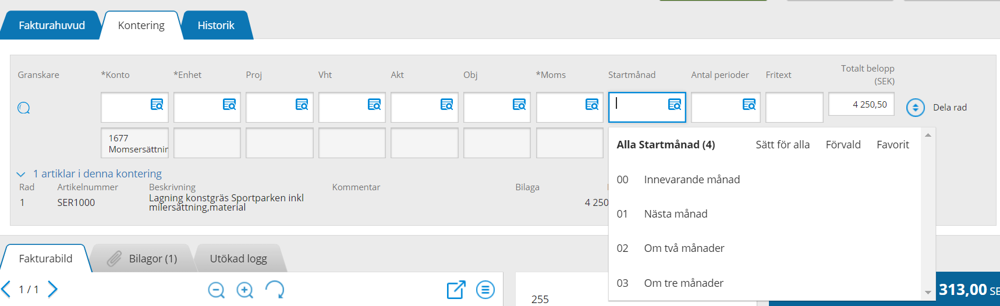 Fakturahuvud
Kontering
Historik
Granskare
*Konto
*Enhet
Proj
Vht
Akt
Obj
*Moms
Startmånad
Antal perioder
Fritext
Totalt belopp
(SEK)
4 250,50
Dela rad
1677
Momsersättnir
Alla Startmånad (4)
Sätt för alla
Förvald
Favorit
00 Innevarande månad
01 Nästa månad
02 Om två månader
03 Om tre månader
1 artiklar i denna kontering
Rad
Artikelnummer
Beskrivning
Kommentar
Bilaga
1
SER1000
Lagning konstgräs Sportparken inkl
milersättning,material
4 250
Fakturabild
Bilagor (1)
Utökad logg
1 / 1
255
313,00 SE